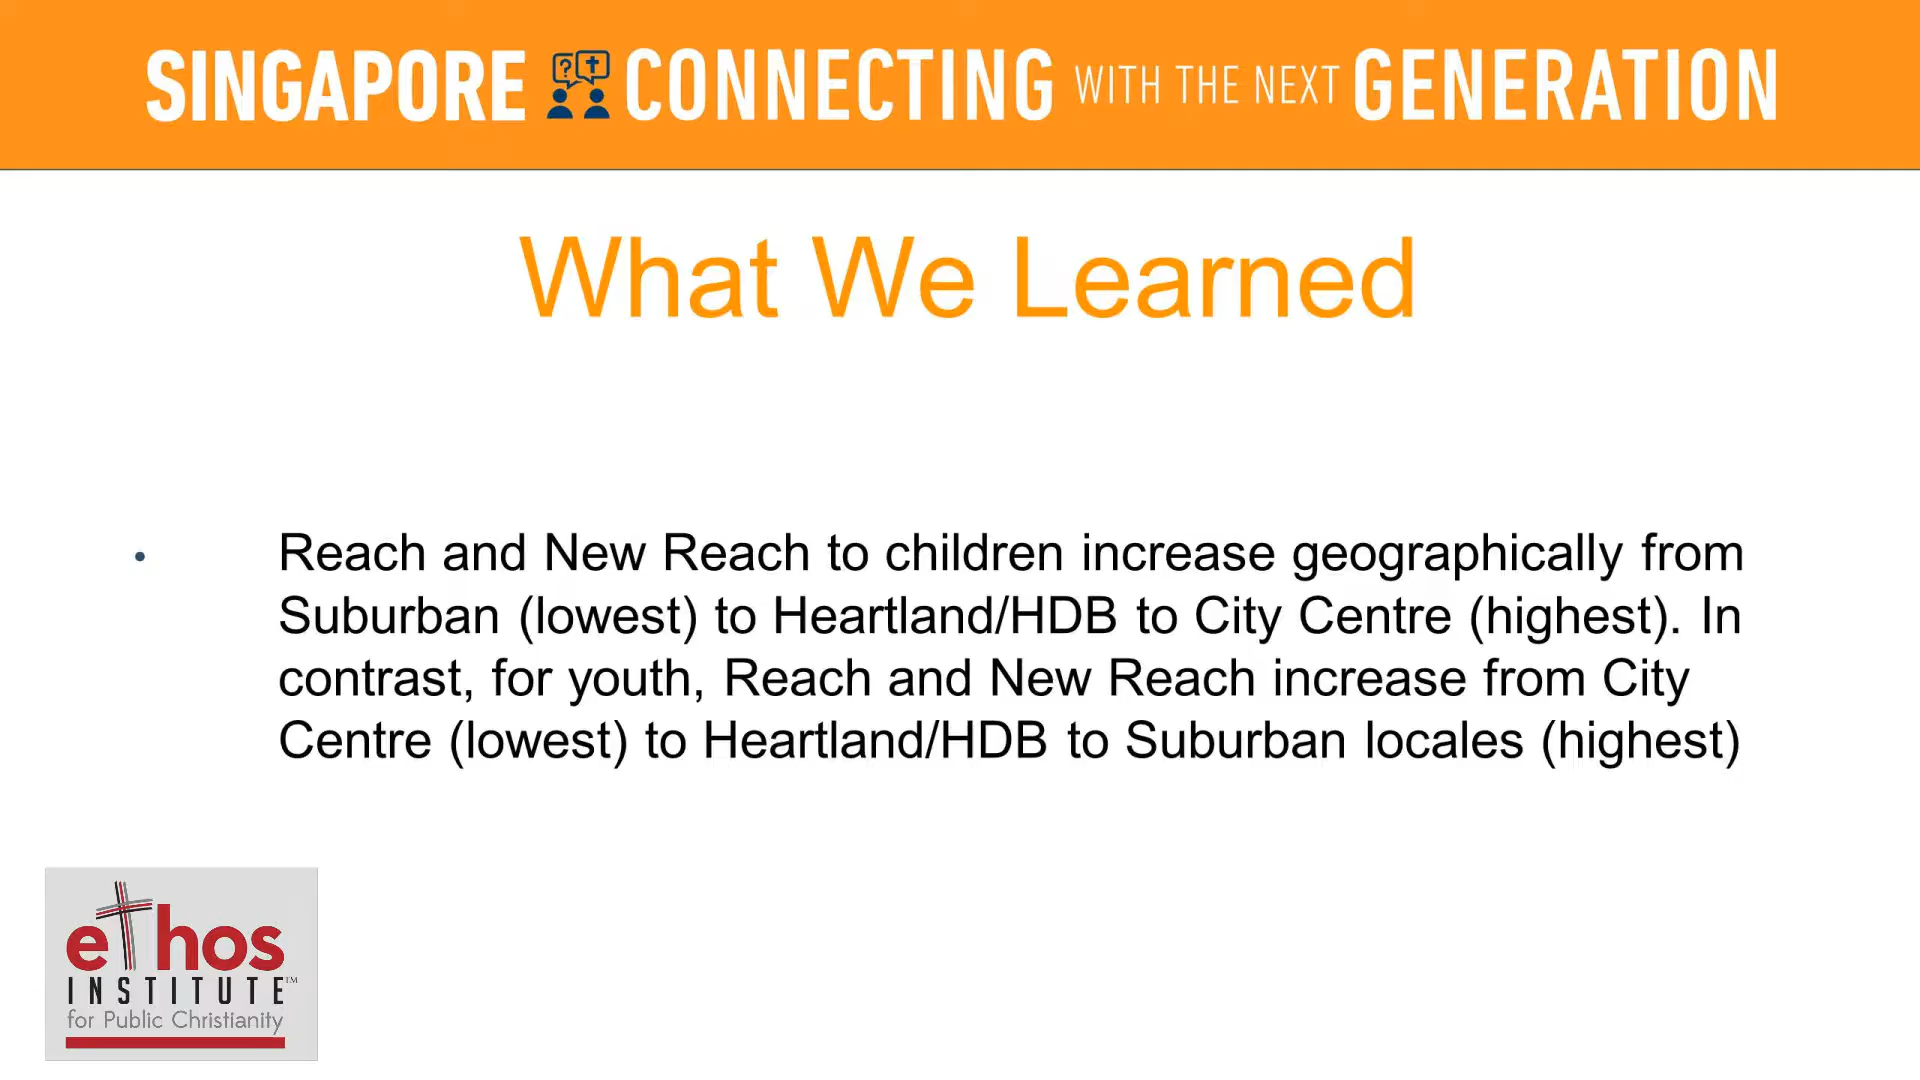 SINGAPORE ? CONNECTING WITH THE NEXT GENERATION
What We Learned
• Reach and New Reach to children increase geographically from
Suburban (lowest) to Heartland/HDB to City Centre (highest). In
contrast, for youth, Reach and New Reach increase from City
Centre (lowest) to Heartland/HDB to Suburban locales (highest)
ethos
INSTITUTE™
for Public Christianity